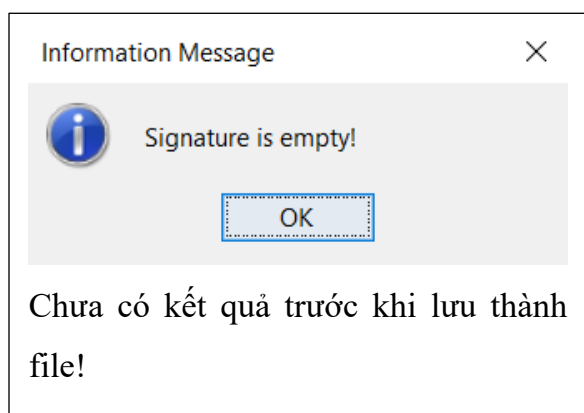 Information Message
Signature is empty!
OK
Chưa có kết quả trước khi lưu thành
file!